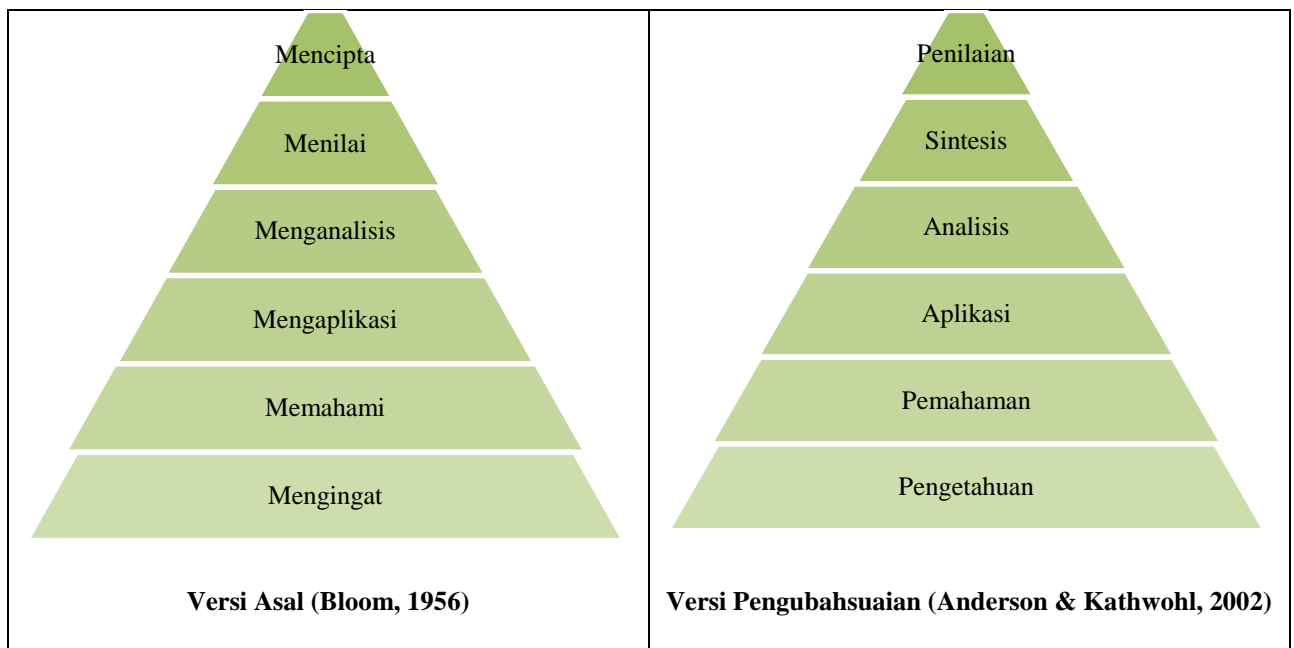 Mencipta
Menilai
Menganalisis
Mengaplikasi
Memahami
Mengingat
Versi Asal (Bloom, 1956)
Penilaian
Sintesis
Analisis
Aplikasi
Pemahaman
Pengetahuan
Versi Pengubahsuaian (Anderson & Kathwohl, 2002)